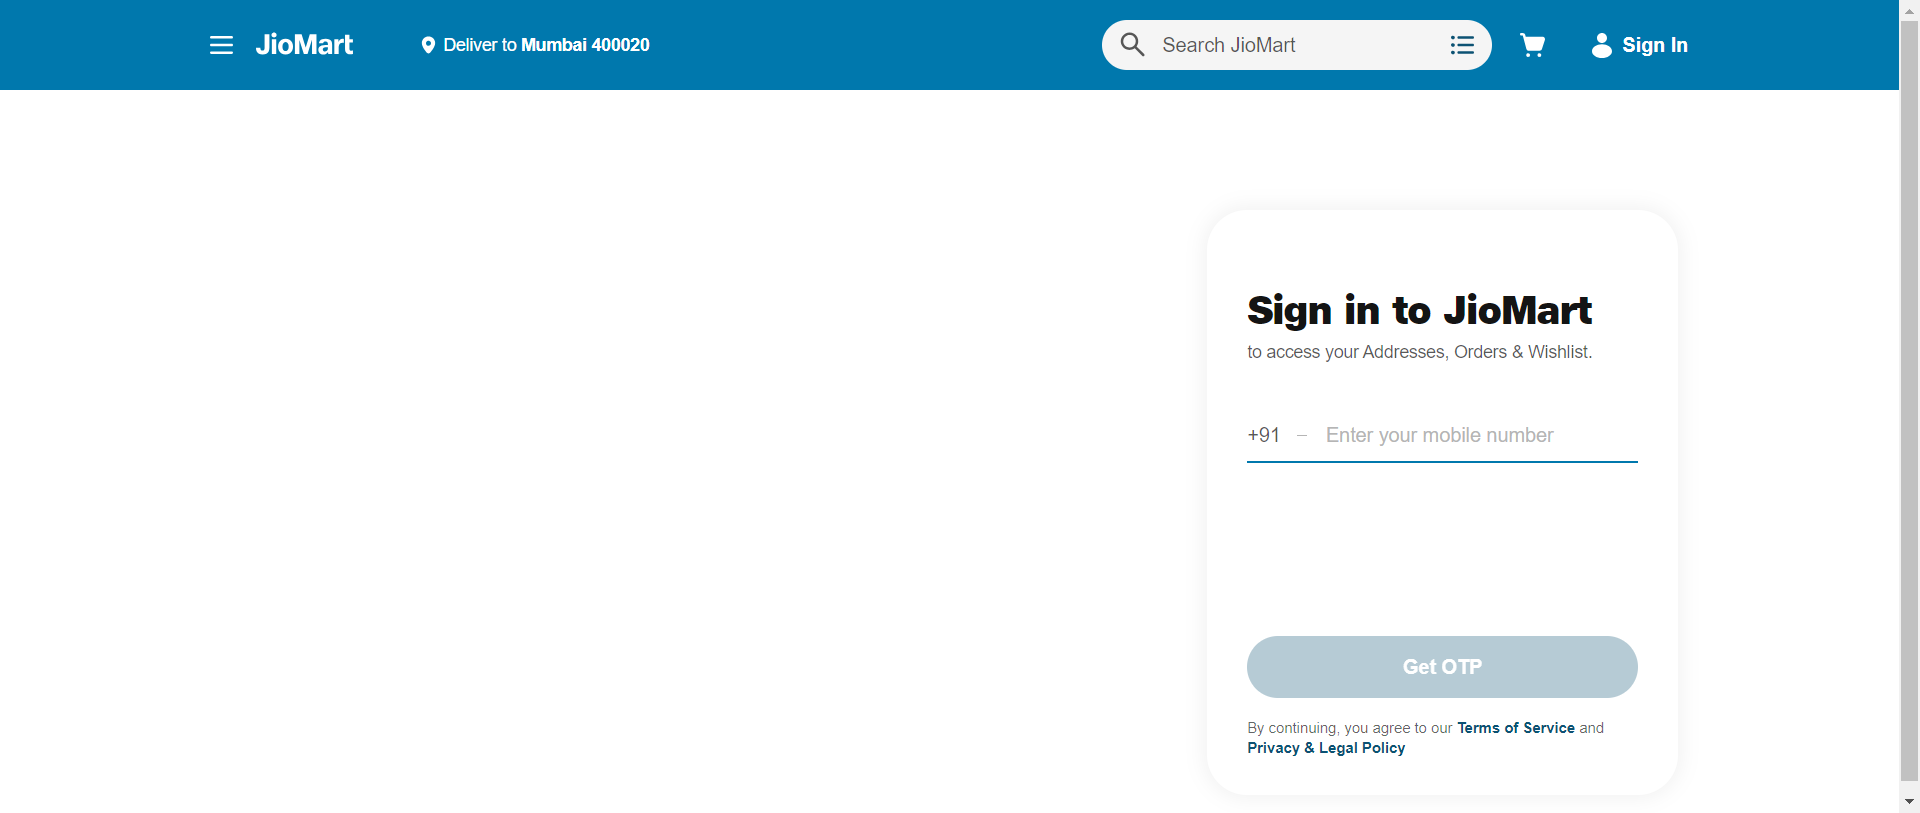 JioMart
Deliver to Mumbai 400020
Search JioMart
Sign In
Sign in to JioMart
to access your Addresses, Orders & Wishlist.
+91 – Enter your mobile number
Get OTP
By continuing, you agree to our Terms of Service and
Privacy & Legal Policy